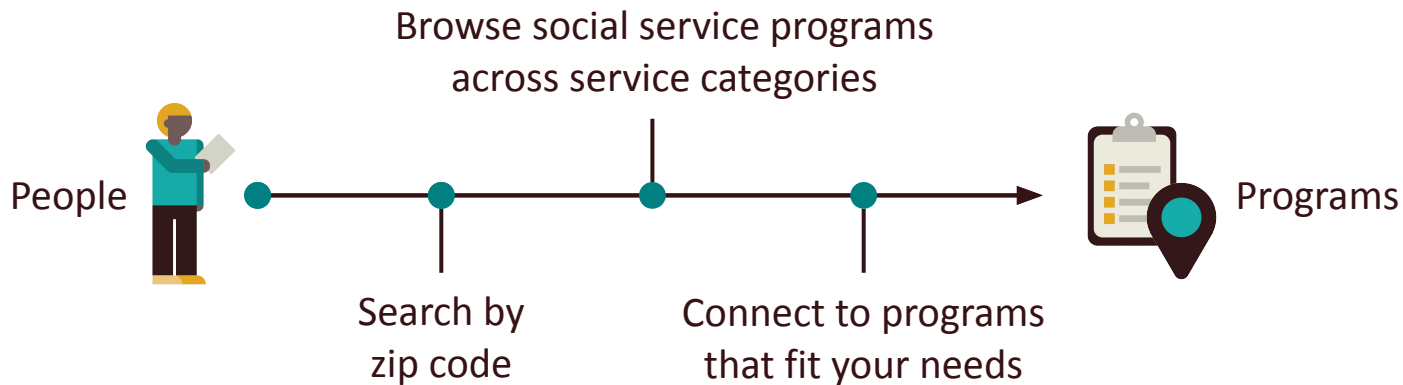 Browse social service programs
across service categories
People
Programs
Search by
zip code
Connect to programs
that fit your needs